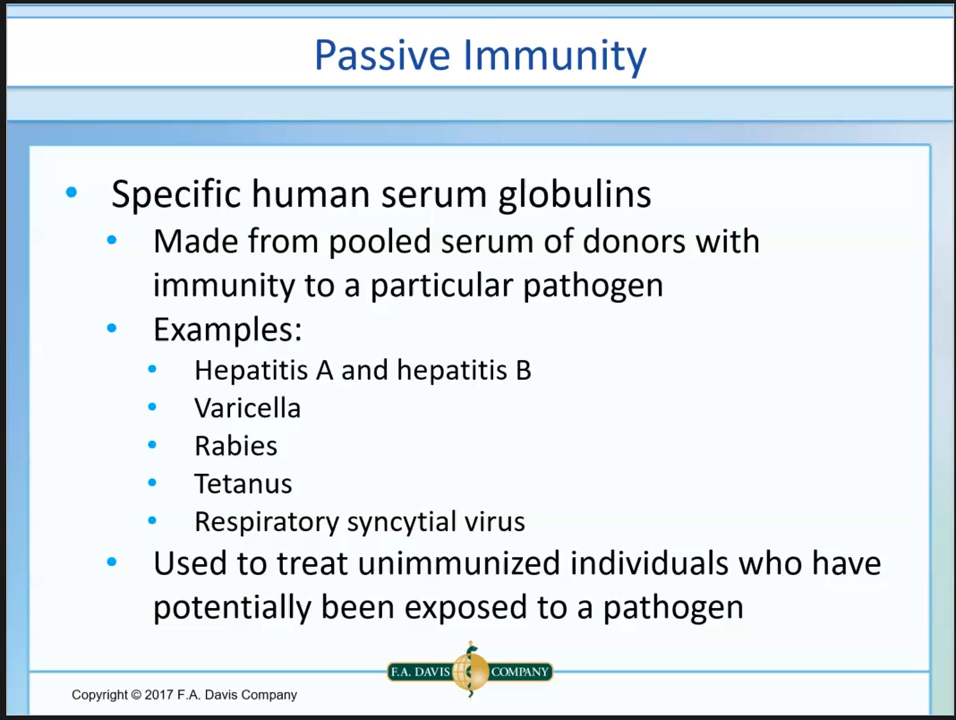 Passive Immunity
• Specific human serum globulins
• Made from pooled serum of donors with
immunity to a particular pathogen
• Examples:
• Hepatitis A and hepatitis B
• Varicella
• Rabies
• Tetanus
• Respiratory syncytial virus
• Used to treat unimmunized individuals who have
potentially been exposed to a pathogen
F.A. DAVIS COMPANY
Copyright © 2017 F.A. Davis Company